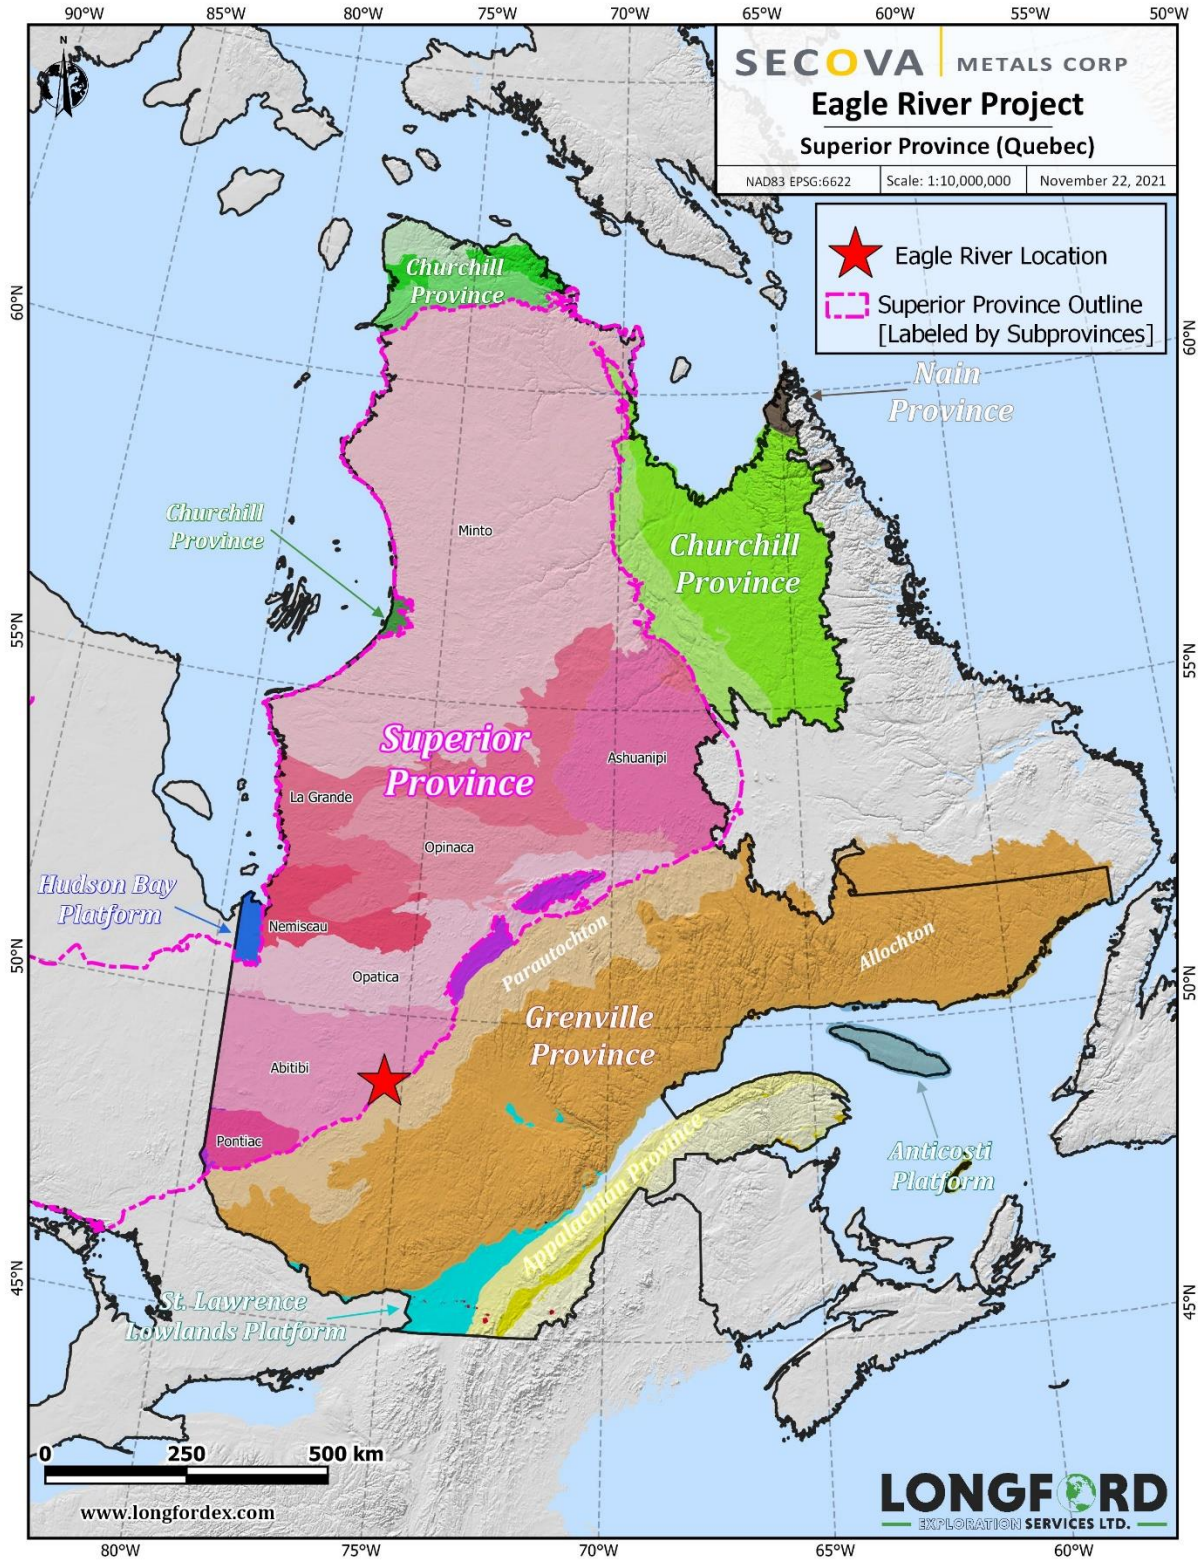 90°W 85°W 80°W 75°W 70°W 65°W 60°W 55°W 50°W
N
SECOVA | METALS CORP
Eagle River Project
Superior Province (Quebec)
NAD83 EPSG:6622 Scale: 1:10,000,000 November 22, 2021
Eagle River Location
Superior Province Outline
[Labeled by Subprovinces]
60°N
60°N
Churchill
Province
Nain
Province
Churchill
Province
Minto
Churchill
Province
55°N
55°N
Superior
Province
Ashuanipi
La Grande
Opinaca
Hudson Bay
Platform
Nemiscau
Parautochton
Allochton
50°N
50°N
Opatica
Grenville
Province
Abitibi
Pontiac
Appalachian Province
Anticosti
Platform
45°N
45°N
St. Lawrence
Lowlands Platform
0 250 500 km
www.longfordex.com
LONGFORD
EXPLORATION SERVICES LTD.
80°W 75°W 70°W 65°W 60°W